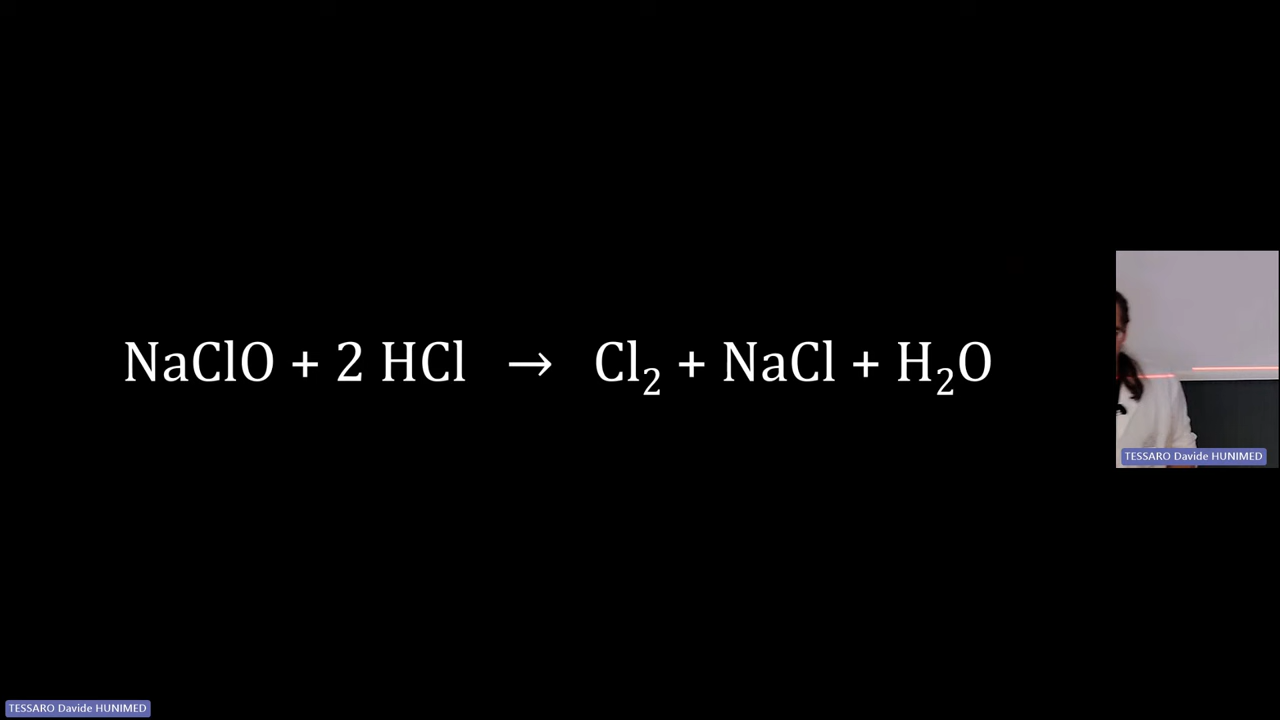 NaClO + 2 HCl → Cl₂ + NaCl + H₂O
TESSARO Davide HUNIMED
TESSARO Davide HUNIMED